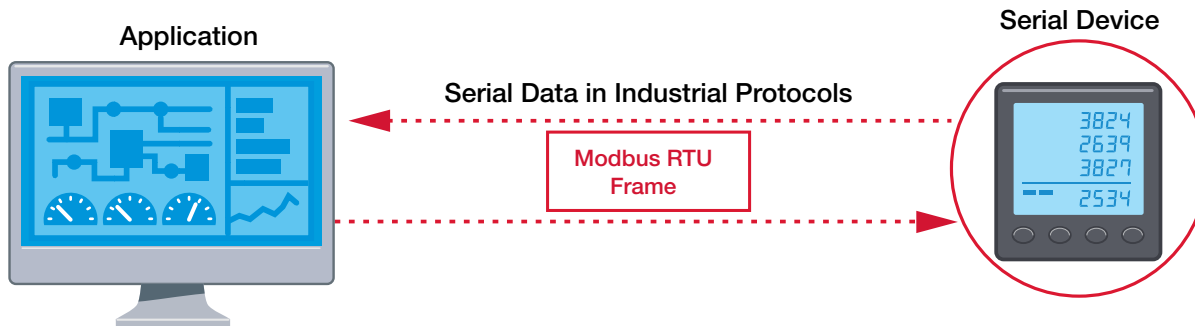 Application
Serial Device
Serial Data in Industrial Protocols
Modbus RTU
Frame
3824
2639
3827
2534